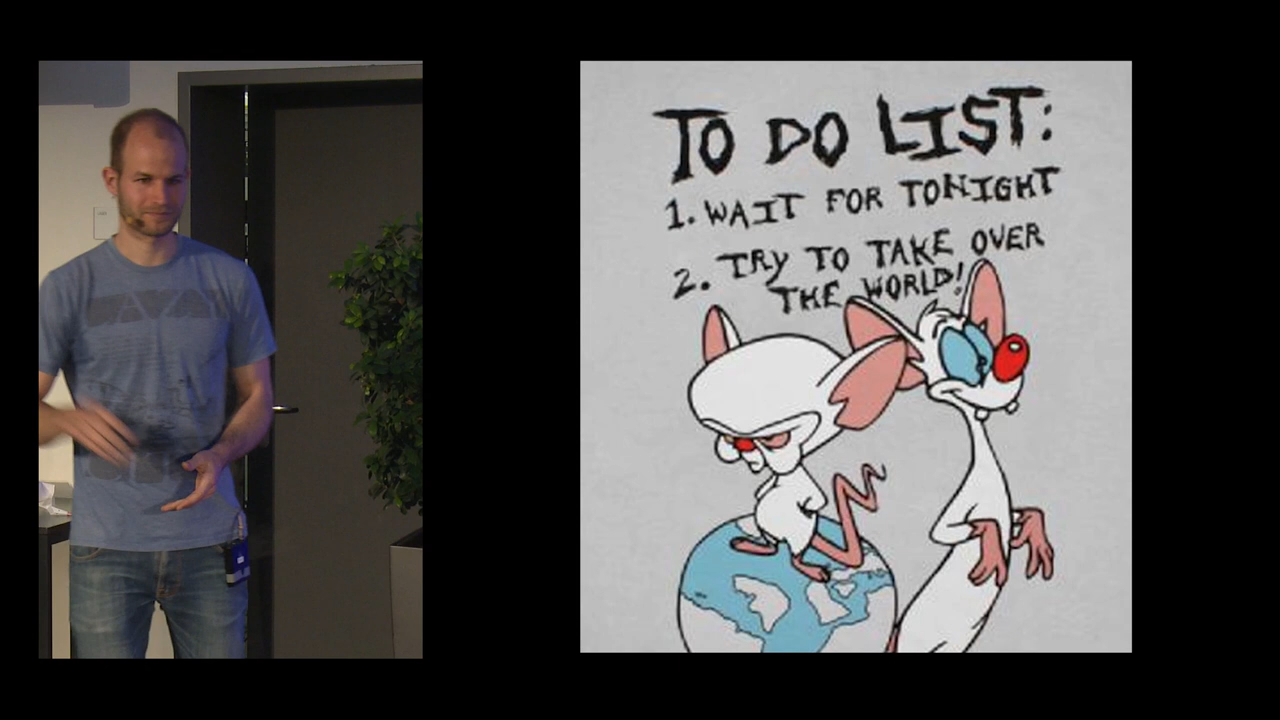 TO DO LIST:
1. WAIT FOR TONIGHT
2. TRY TO TAKE OVER
THE WORLD!